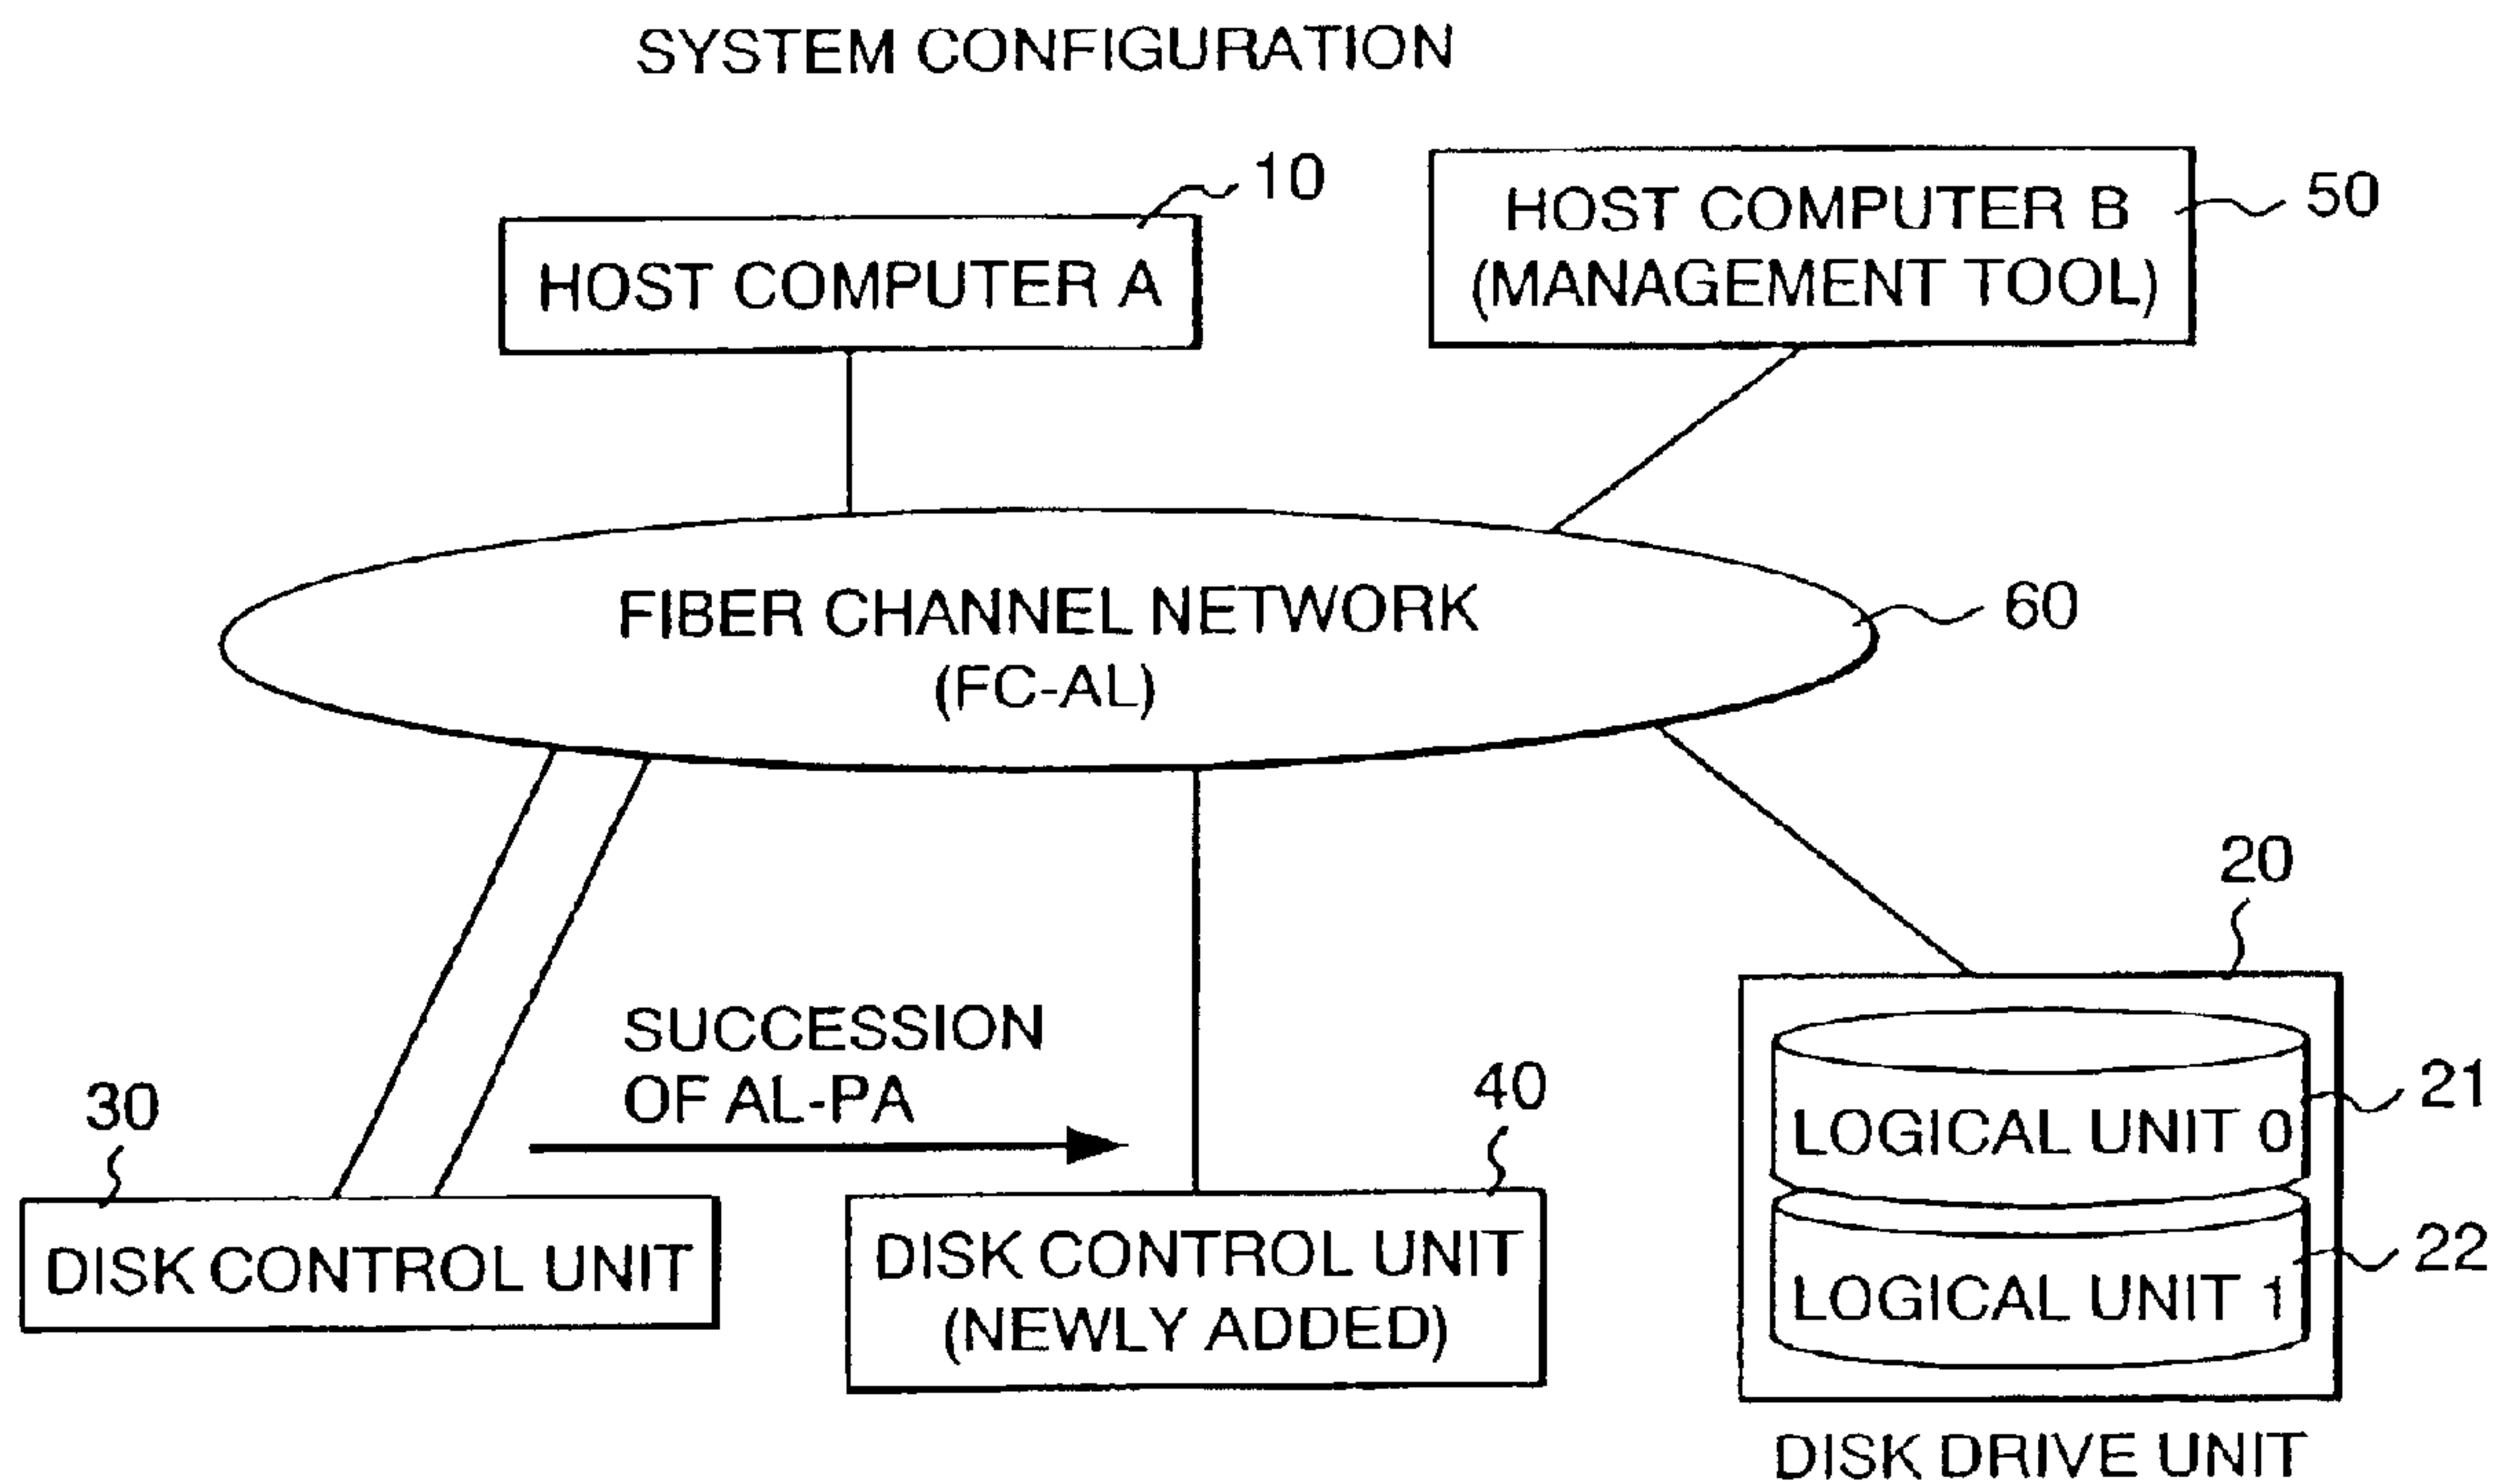 SYSTEM CONFIGURATION
10
HOST COMPUTER A
HOST COMPUTER B
(MANAGEMENT TOOL)
50
FIBER CHANNEL NETWORK
(FC-AL)
60
20
SUCCESSION
OF AL-PA
30
40
21
LOGICAL UNIT 0
DISK CONTROL UNIT
DISK CONTROL UNIT
(NEWLY ADDED)
22
LOGICAL UNIT 1
DISK DRIVE UNIT